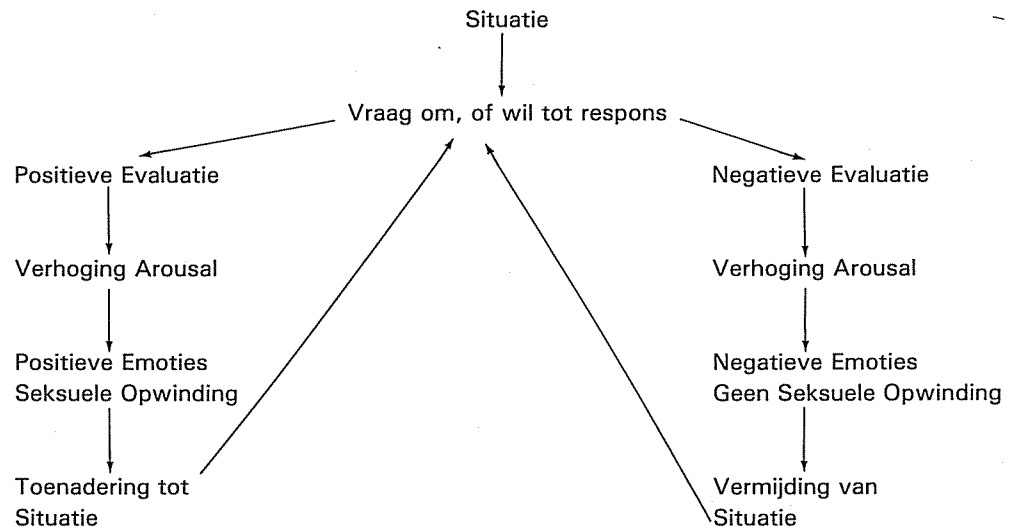 Situatie
Vraag om, of wil tot respons
Positieve Evaluatie
Negatieve Evaluatie
Verhoging Arousal
Verhoging Arousal
Positieve Emoties
Seksuele Opwinding
Negatieve Emoties
Geen Seksuele Opwinding
Toenadering tot
Situatie
Vermijding van
Situatie